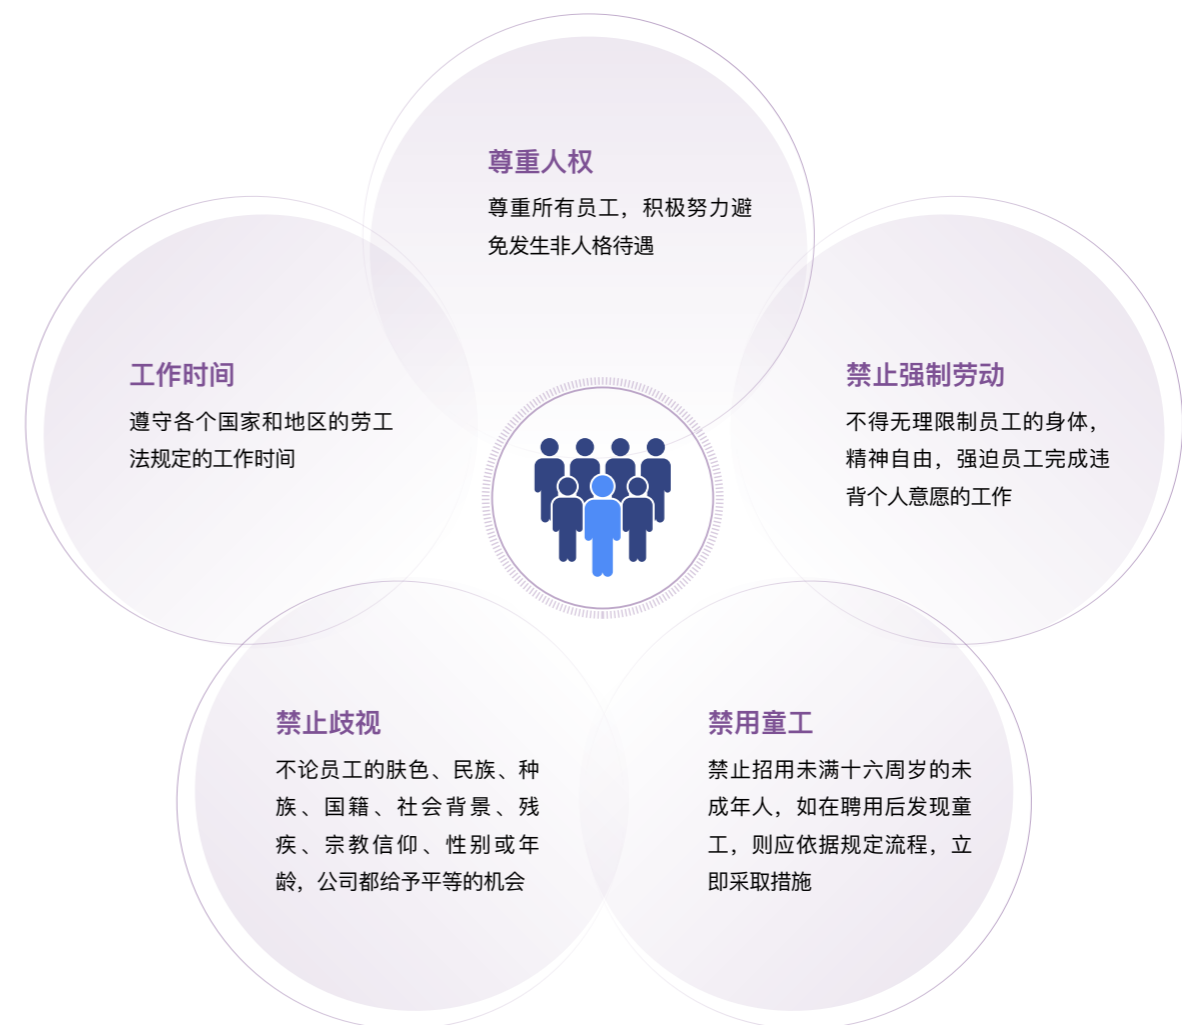 尊重人权
尊重所有员工，积极努力避
免发生非人格待遇
工作时间
遵守各个国家和地区的劳工
法规定的工作时间
禁止强制劳动
不得无理限制员工的身体，
精神自由，强迫员工完成违
背个人意愿的工作
禁止歧视
不论员工的肤色、民族、种
族、国籍、社会背景、残
疾、宗教信仰、性别或年
龄，公司都给予平等的机会
禁用童工
禁止招用未满十六周岁的未
成年人，如在聘用后发现童
工，则应依据规定流程，立
即采取措施